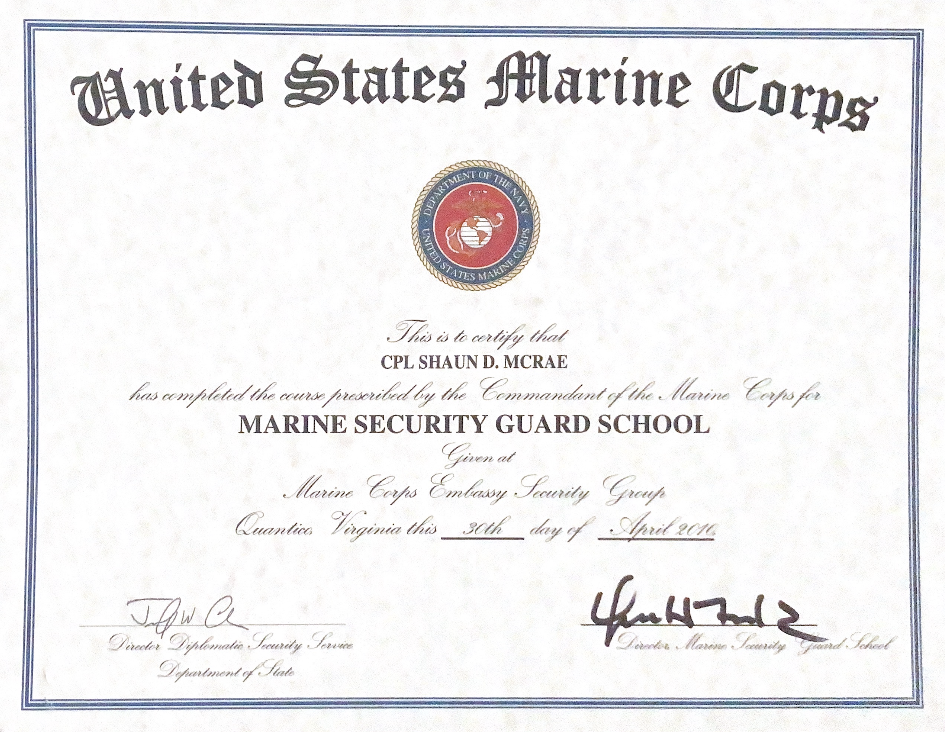 United States Marine Corps
DEPARTMENT OF THE NAVY
UNITED STATES MARINE CORPS
This is to certify that
CPL SHAUN D. MCRAE
has completed the course prescribed by the Commandant of the Marine Corps for
MARINE SECURITY GUARD SCHOOL
Given at
Marine Corps Embassy Security Group
Quantico, Virginia this 30th day of April
Director Diplomatic Security Service
Department of State
Director, Marine Security Guard School